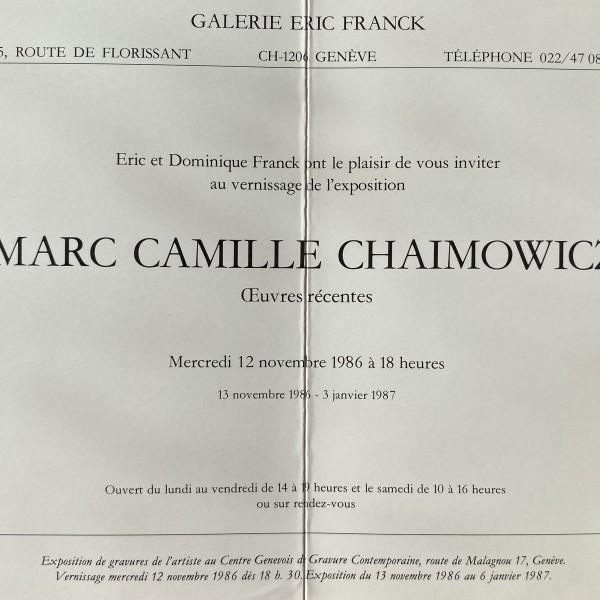 GALERIE ERIC FRANCK
5, ROUTE DE FLORISSANT CH-1206 GENÈVE TÉLÉPHONE 022/47 08
Eric et Dominique Franck ont le plaisir de vous inviter
au vernissage de l'exposition
MARC CAMILLE CHAIMOWICZ
Œuvres récentes
Mercredi 12 novembre 1986 à 18 heures
13 novembre 1986 - 3 janvier 1987
Ouvert du lundi au vendredi de 14 à 19 heures et le samedi de 10 à 16 heures
ou sur rendez-vous
Exposition de gravures de l'artiste au Centre Genevois de Gravure Contemporaine, route de Malagnou 17, Genève.
Vernissage mercredi 12 novembre 1986 dès 18 h. 30. Exposition du 13 novembre 1986 au 6 janvier 1987.